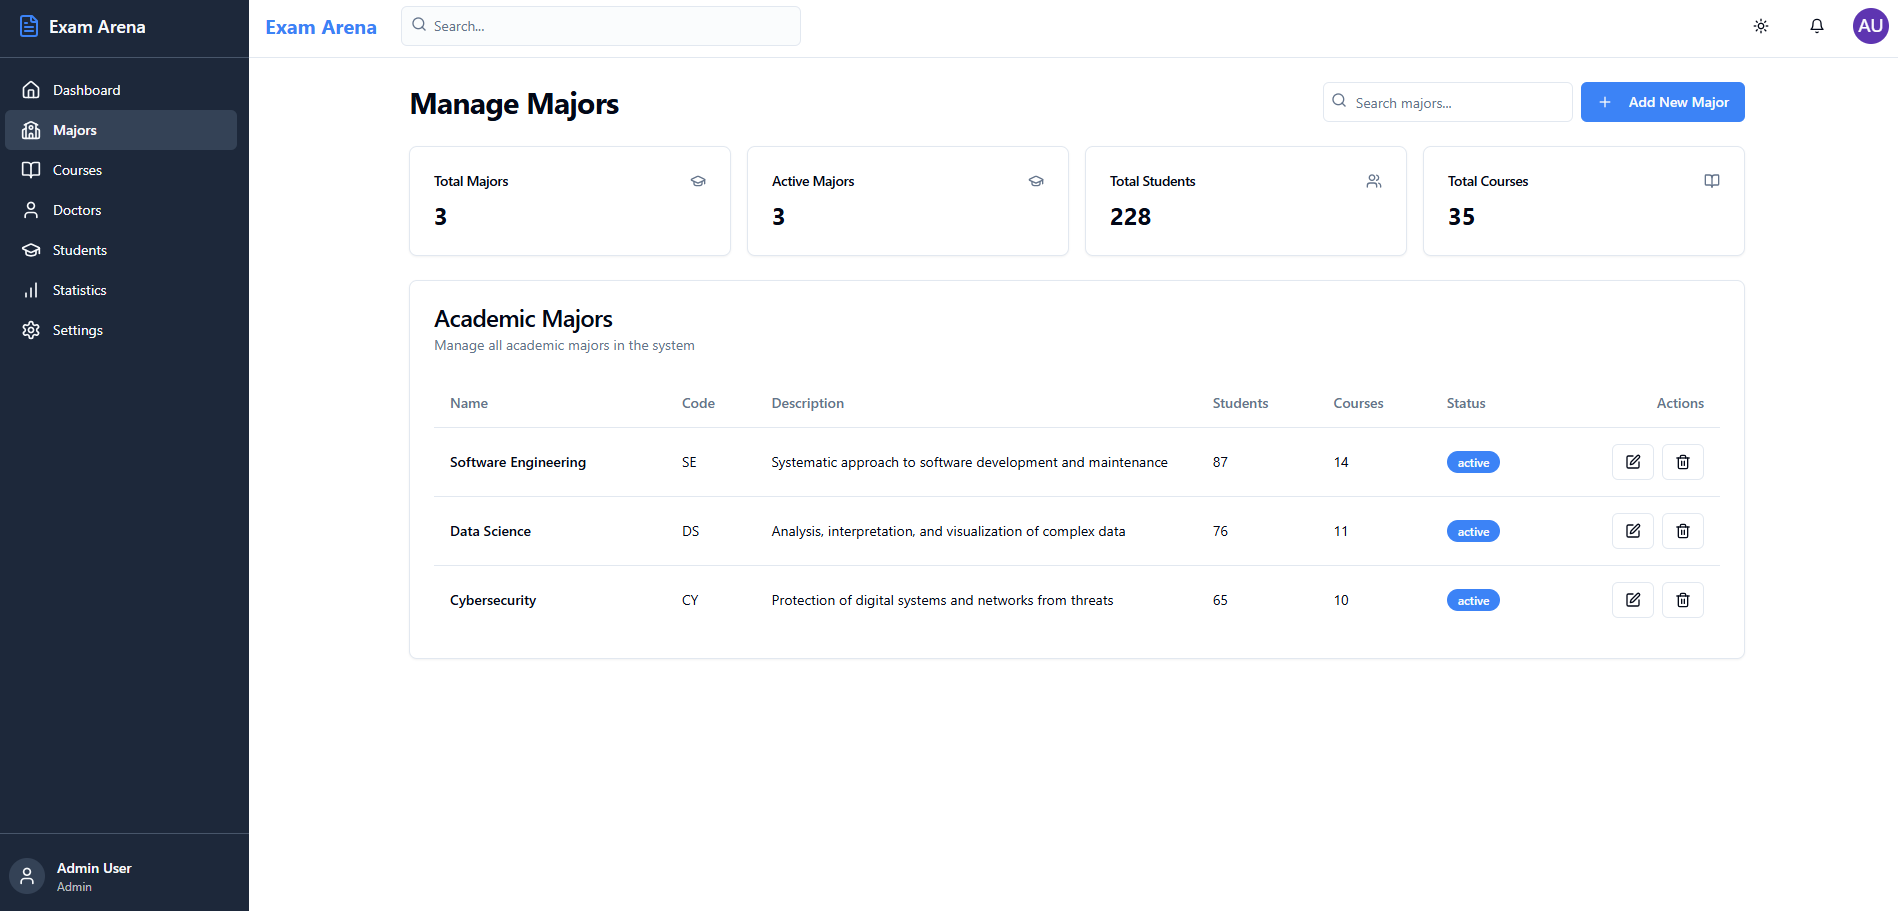 Exam Arena
Dashboard
Majors
Courses
Doctors
Students
Statistics
Settings
Admin User
Admin
Exam Arena
Search...
AU
Manage Majors
Search majors...
Add New Major
Total Majors
3
Active Majors
3
Total Students
228
Total Courses
35
Academic Majors
Manage all academic majors in the system
Name Code Description Students Courses Status Actions
Software Engineering SE Systematic approach to software development and maintenance 87 14 active
Data Science DS Analysis, interpretation, and visualization of complex data 76 11 active
Cybersecurity CY Protection of digital systems and networks from threats 65 10 active